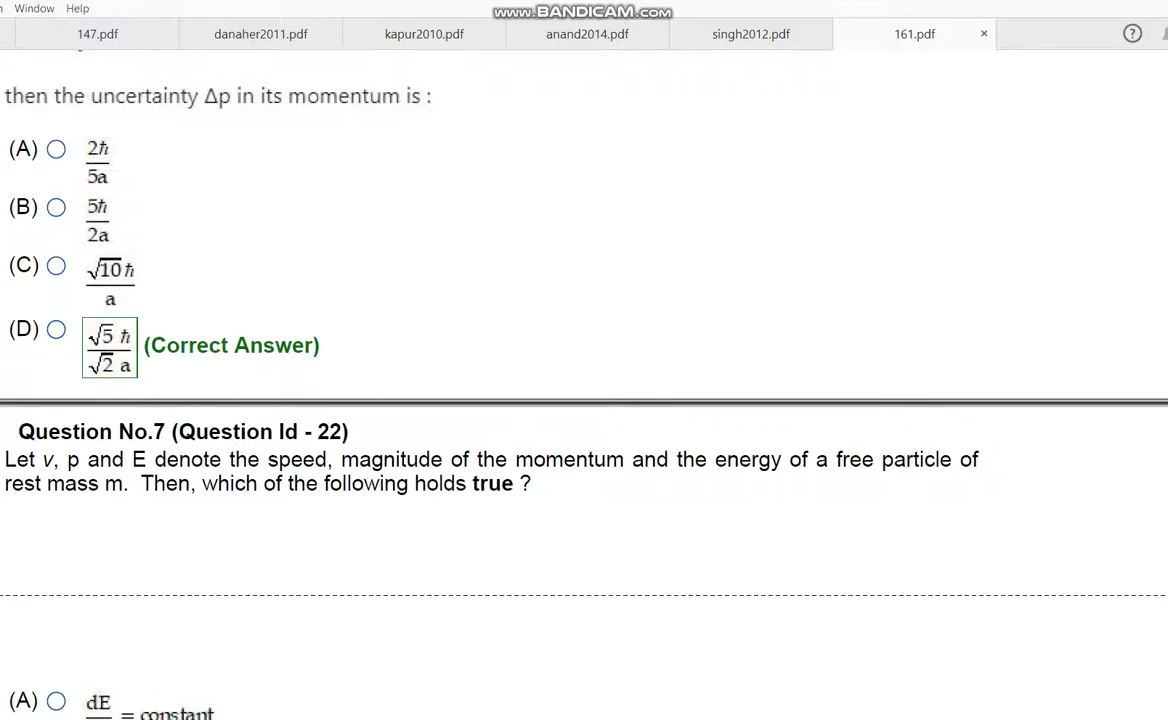 Window Help
www.BANDICAM.com
147.pdf danaher2011.pdf kapur2010.pdf anand2014.pdf singh2012.pdf 161.pdf × ?
then the uncertainty Δp in its momentum is :
(A) 2ħ
5a
(B) 5ħ
2a
(C) √10 ħ
a
(D) √5 ħ
√2 a
(Correct Answer)
Question No.7 (Question Id - 22)
Let v, p and E denote the speed, magnitude of the momentum and the energy of a free particle of
rest mass m. Then, which of the following holds true ?
(A) dE
= constant